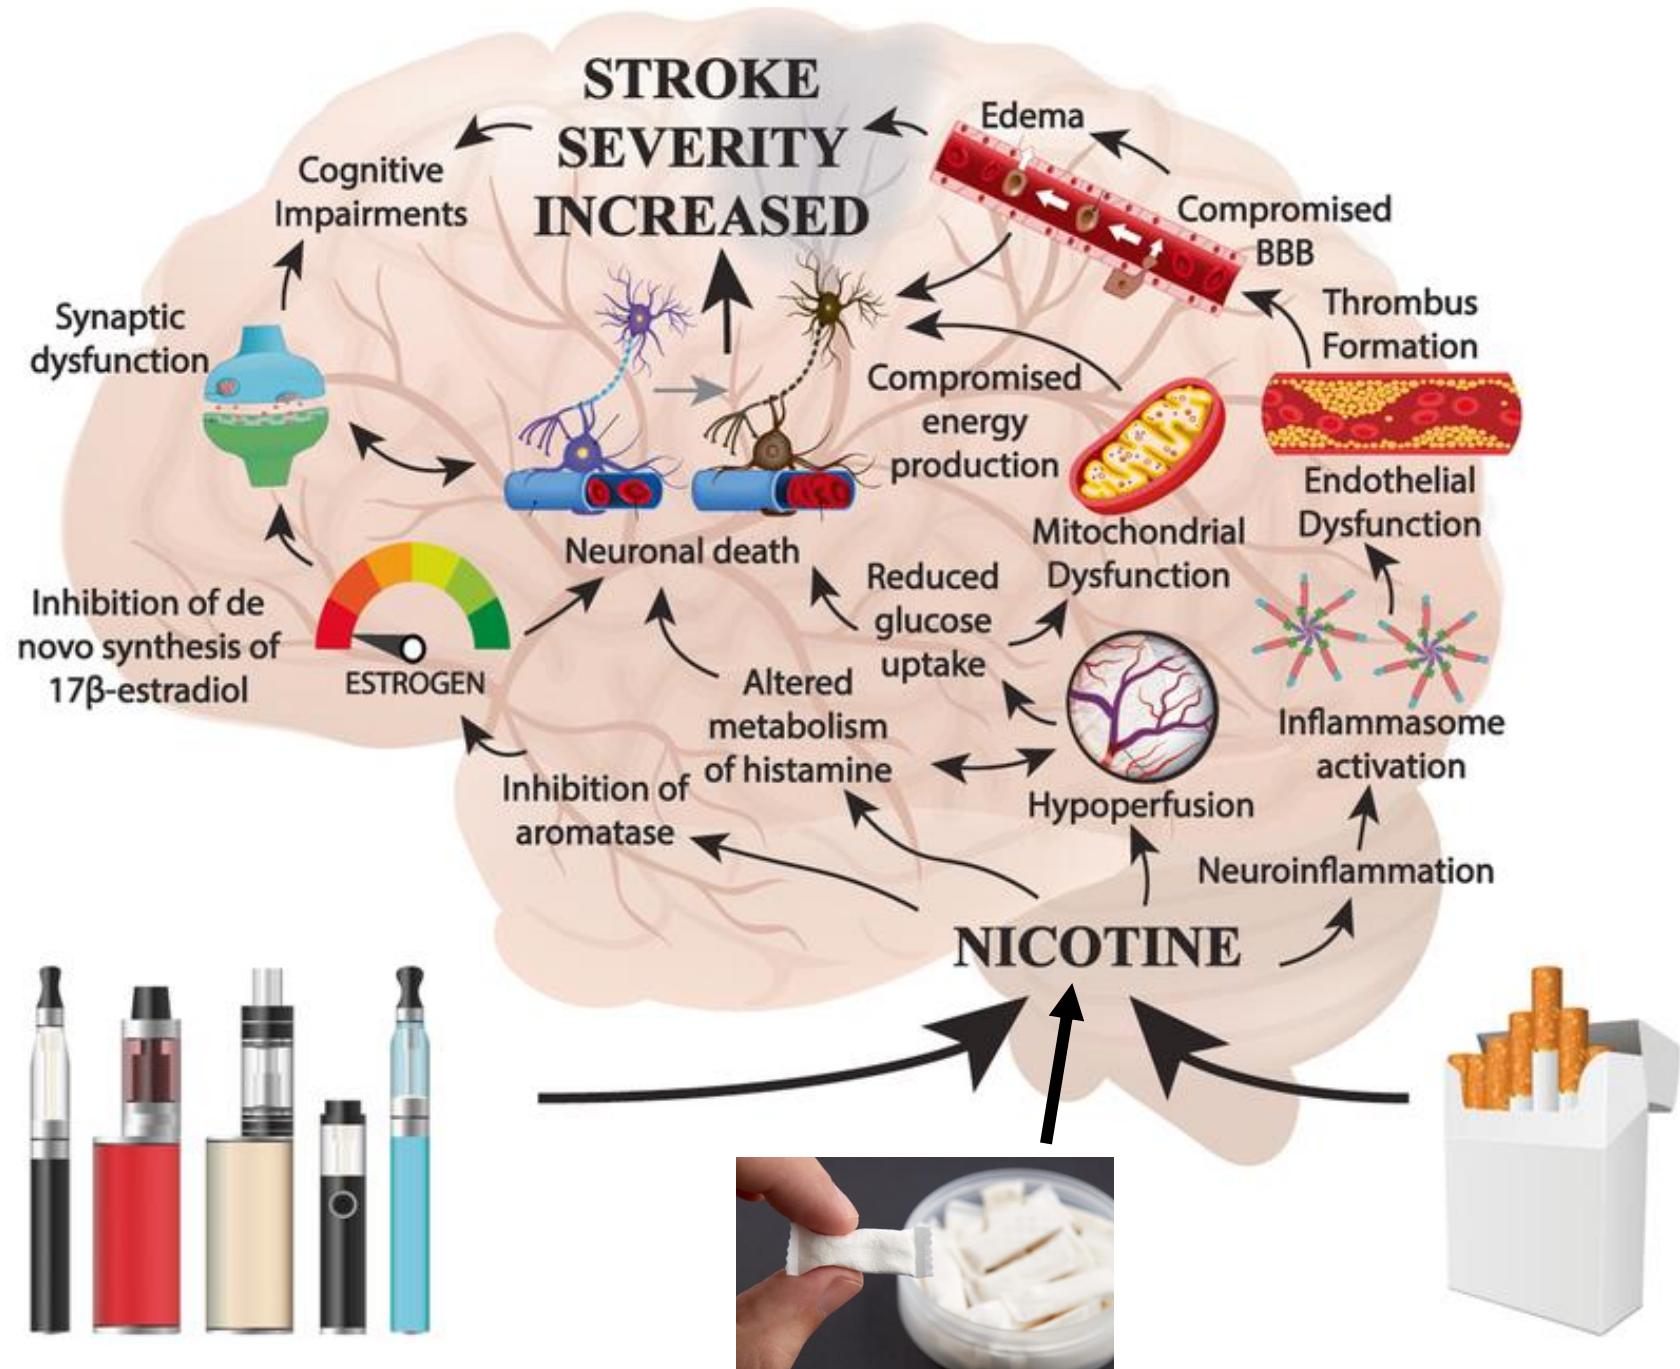 STROKE
SEVERITY
INCREASED
Edema
Cognitive
Impairments
Compromised
BBB
Synaptic
dysfunction
Thrombus
Formation
Compromised
energy
production
Endothelial
Dysfunction
Mitochondrial
Dysfunction
Neuronal death
Reduced
glucose
uptake
Inhibition of de
novo synthesis of
17β-estradiol
ESTROGEN
Altered
metabolism
of histamine
Inflammasome
activation
Inhibition of
aromatase
Hypoperfusion
Neuroinflammation
NICOTINE